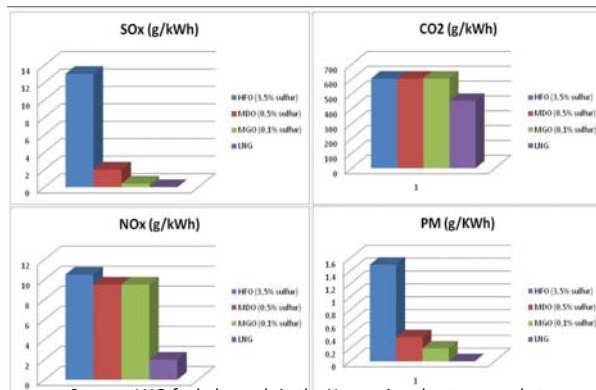 SOx (g/kWh)
14
12
10
8
6
4
2
0
HFO (3,5% sulfur)
MDO (0,5% sulfur)
MGO (0,1% sulfur)
LNG
CO2 (g/kWh)
700
600
500
400
300
200
100
0
1
HFO (3,5% sulfur)
MDO (0,5% sulfur)
MGO (0,1% sulfur)
LNG
NOx (g/kWh)
12
10
8
6
4
2
0
HFO (3,5% sulfur)
MDO (0,5% sulfur)
MGO (0,1% sulfur)
LNG
PM (g/KWh)
1,6
1,4
1,2
1
0,8
0,6
0,4
0,2
0
1
HFO (3,5% sulfur)
MDO (0,5% sulfur)
MGO (0,1% sulfur)
LNG